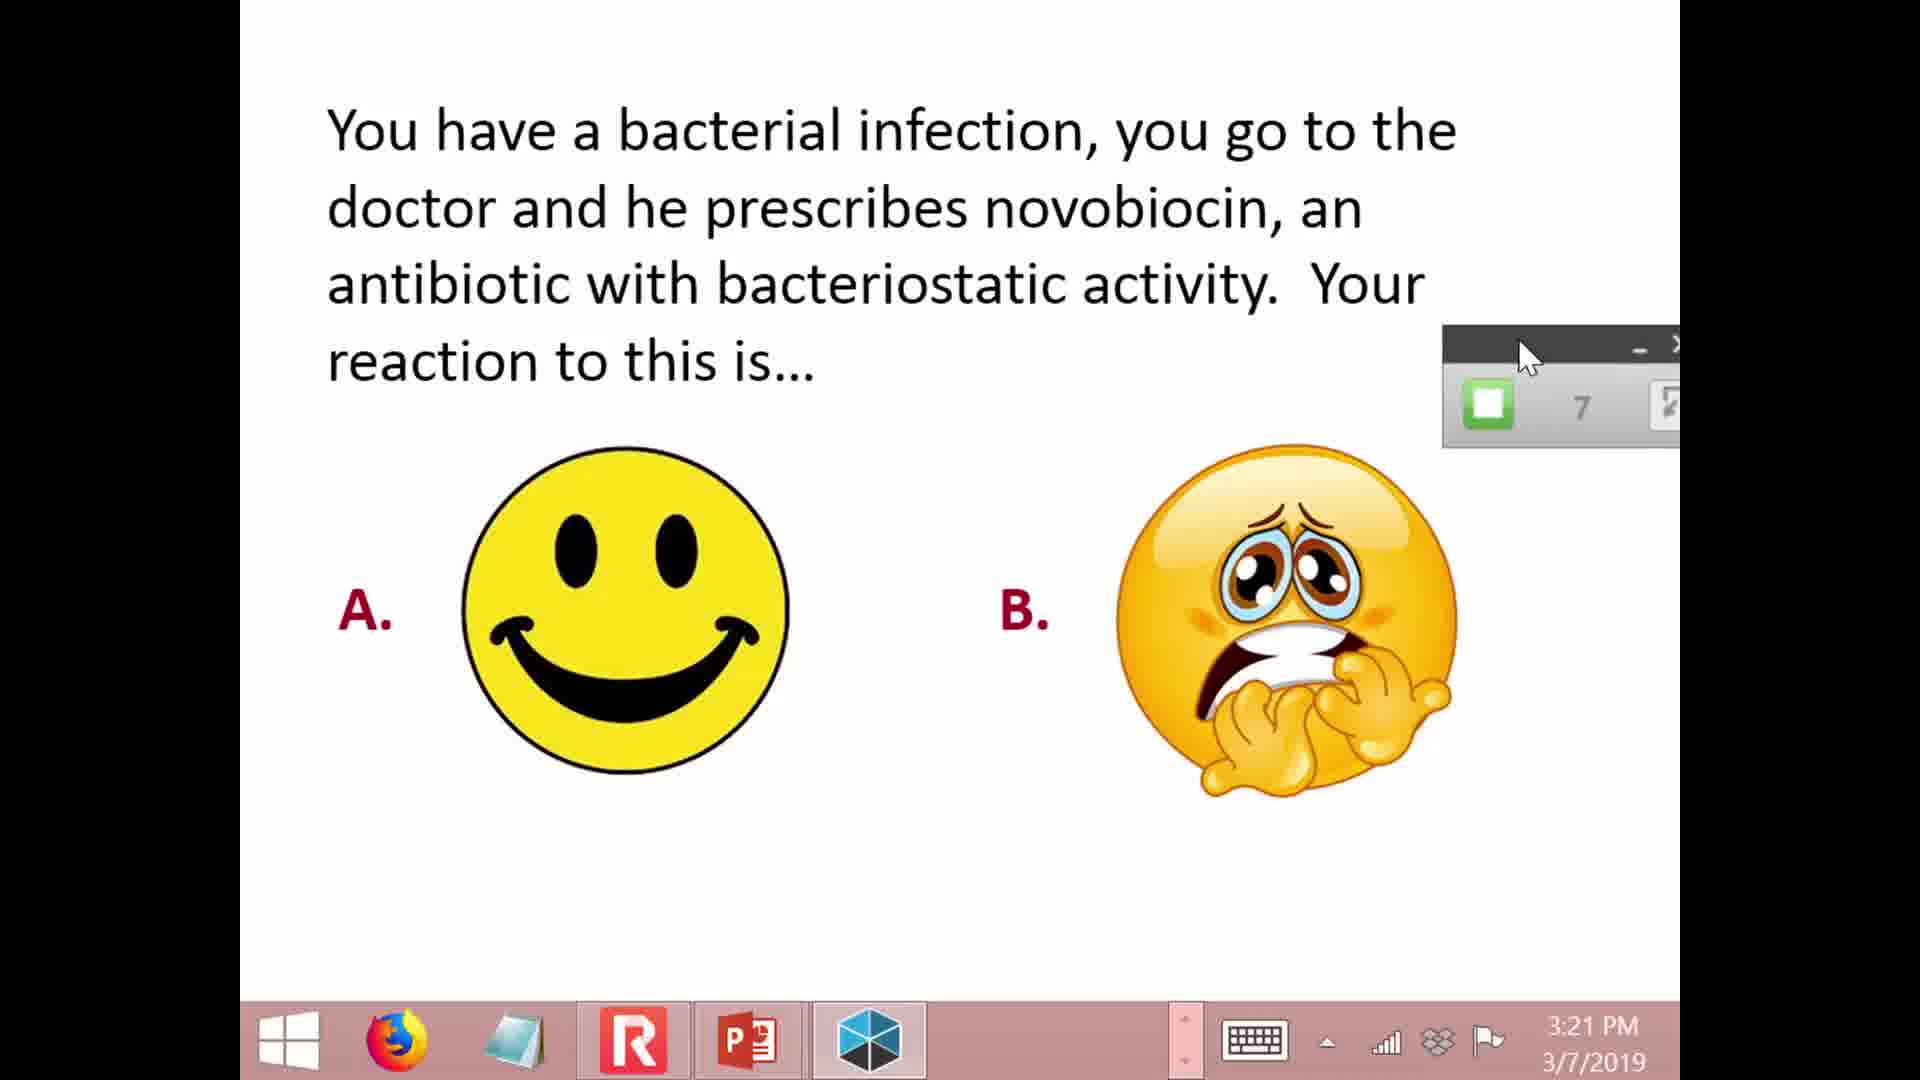 You have a bacterial infection, you go to the
doctor and he prescribes novobiocin, an
antibiotic with bacteriostatic activity.  Your
reaction to this is...
7
A.
B.
R
P
3:21 PM
3/7/2019